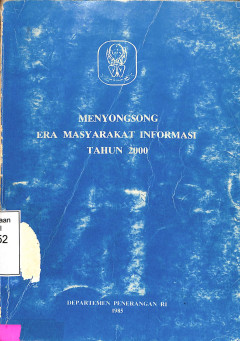 MENYONGSONG
ERA MASYARAKAT INFORMASI
TAHUN 2000
DEPARTEMEN PENERANGAN RI
1985